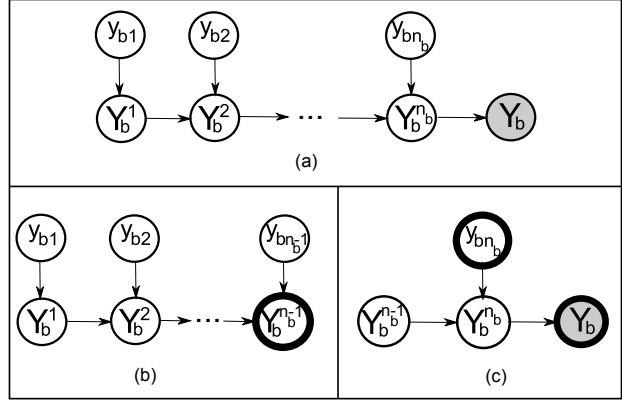 y_b1 y_b2 y_bn_b
Y_b^1 Y_b^2 ... Y_b^n_b Y_b
(a)
y_b1 y_b2 y_bn_b-1
Y_b^1 Y_b^2 ... Y_b^n_b-1
(b)
y_bn_b
Y_b^n_b-1 Y_b^n_b Y_b
(c)